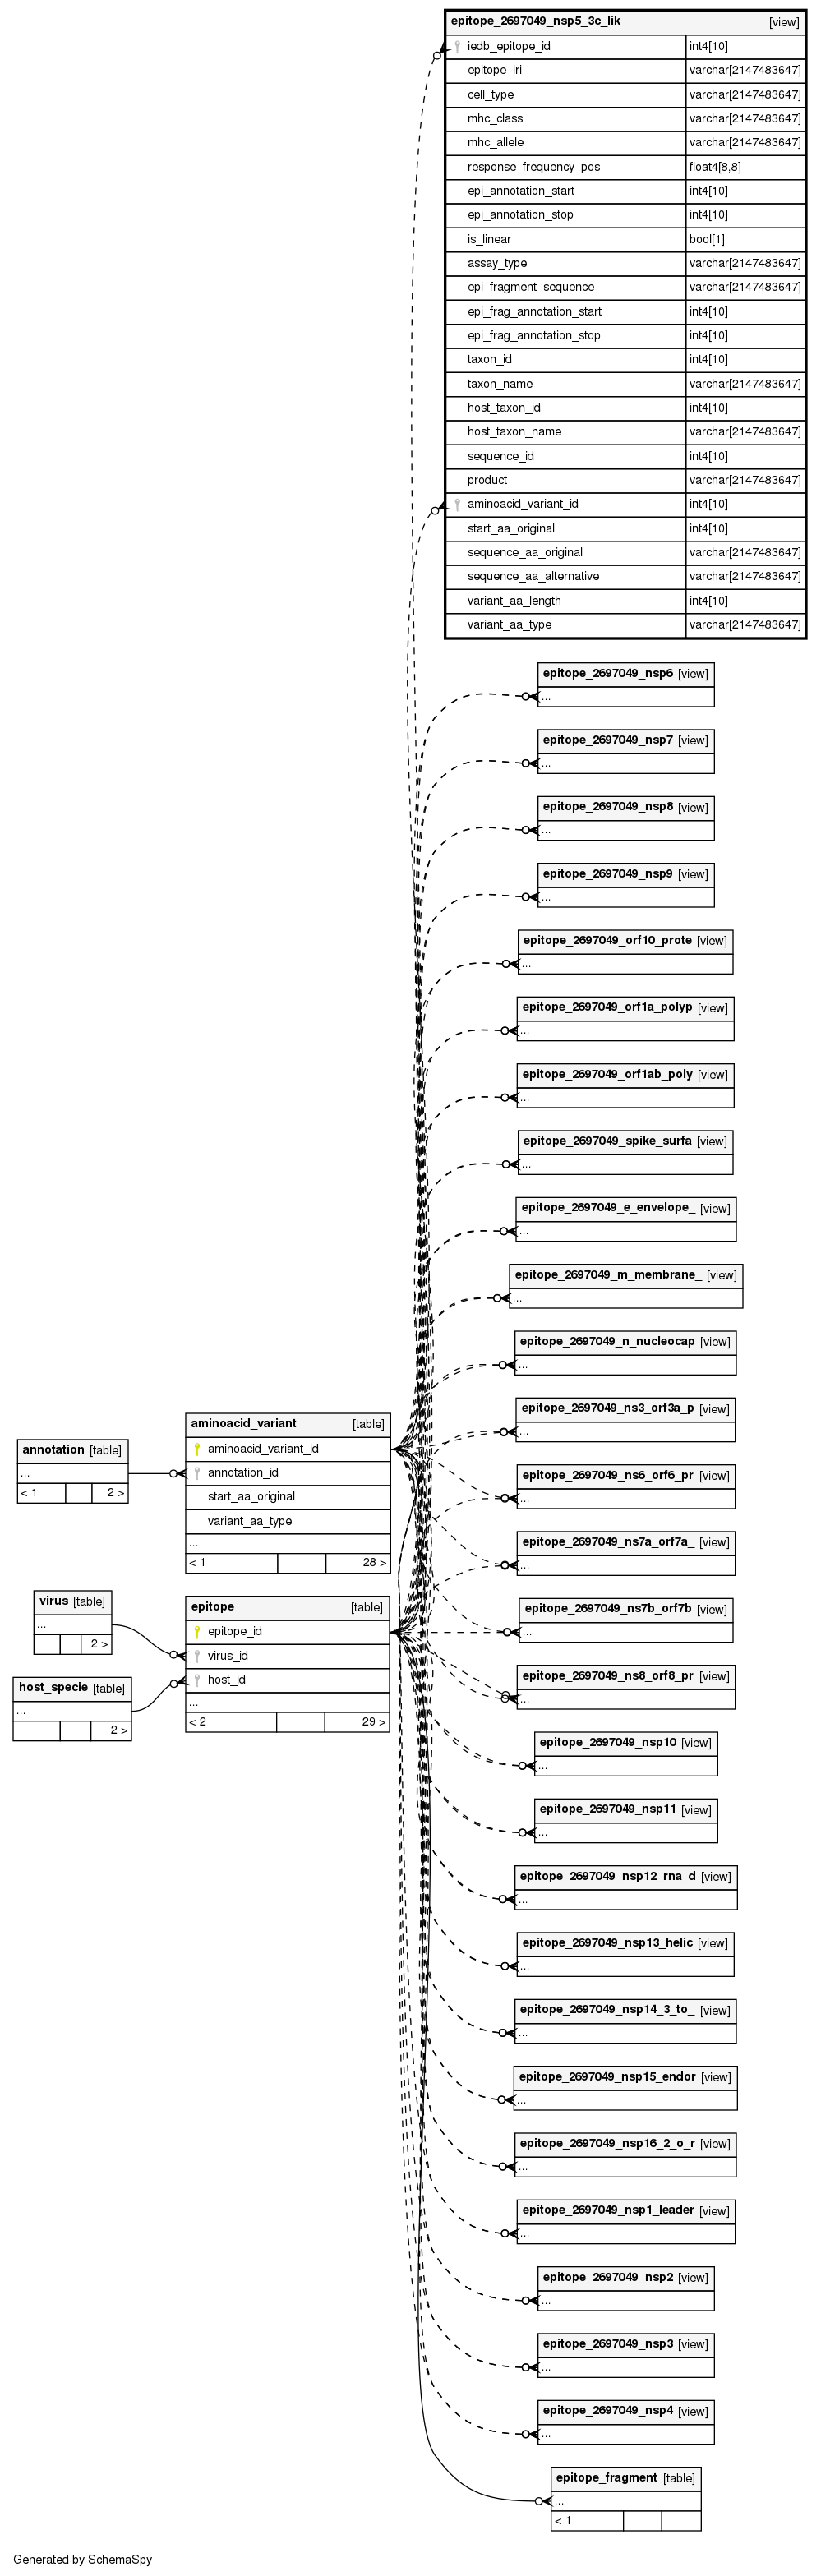 epitope_2697049_nsp5_3c_lik [view]
iedb_epitope_id int4[10]
epitope_iri varchar[2147483647]
cell_type varchar[2147483647]
mhc_class varchar[2147483647]
mhc_allele varchar[2147483647]
response_frequency_pos float4[8,8]
epi_annotation_start int4[10]
epi_annotation_stop int4[10]
is_linear bool[1]
assay_type varchar[2147483647]
epi_fragment_sequence varchar[2147483647]
epi_frag_annotation_start int4[10]
epi_frag_annotation_stop int4[10]
taxon_id int4[10]
taxon_name varchar[2147483647]
host_taxon_id int4[10]
host_taxon_name varchar[2147483647]
sequence_id int4[10]
product varchar[2147483647]
aminoacid_variant_id int4[10]
start_aa_original int4[10]
sequence_aa_original varchar[2147483647]
sequence_aa_alternative varchar[2147483647]
variant_aa_length int4[10]
variant_aa_type varchar[2147483647]
epitope_2697049_nsp6 [view]
...
epitope_2697049_nsp7 [view]
...
epitope_2697049_nsp8 [view]
...
epitope_2697049_nsp9 [view]
...
epitope_2697049_orf10_prote [view]
...
epitope_2697049_orf1a_polyp [view]
...
epitope_2697049_orf1ab_poly [view]
...
epitope_2697049_spike_surfa [view]
...
epitope_2697049_e_envelope_ [view]
...
epitope_2697049_m_membrane_ [view]
...
epitope_2697049_n_nucleocap [view]
...
epitope_2697049_ns3_orf3a_p [view]
...
epitope_2697049_ns6_orf6_pr [view]
...
epitope_2697049_ns7a_orf7a_ [view]
...
epitope_2697049_ns7b_orf7b [view]
...
epitope_2697049_ns8_orf8_pr [view]
...
epitope_2697049_nsp10 [view]
...
epitope_2697049_nsp11 [view]
...
epitope_2697049_nsp12_rna_d [view]
...
epitope_2697049_nsp13_helic [view]
...
epitope_2697049_nsp14_3_to_ [view]
...
epitope_2697049_nsp15_endor [view]
...
epitope_2697049_nsp16_2_o_r [view]
...
epitope_2697049_nsp1_leader [view]
...
epitope_2697049_nsp2 [view]
...
epitope_2697049_nsp3 [view]
...
epitope_2697049_nsp4 [view]
...
epitope_fragment [table]
...
< 1
aminoacid_variant [table]
aminoacid_variant_id
annotation_id
start_aa_original
variant_aa_type
...
< 1 28 >
annotation [table]
...
< 1 2 >
epitope [table]
epitope_id
virus_id
host_id
...
< 2 29 >
virus [table]
...
2 >
host_specie [table]
...
2 >
Generated by SchemaSpy